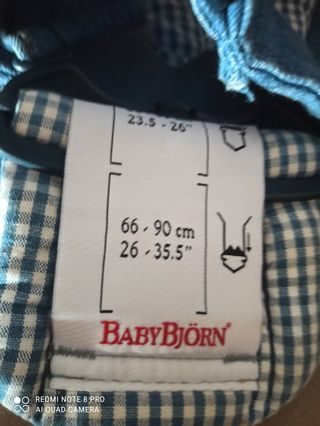 23.5 - 26"
66 - 90 cm
26 - 35.5"
BABYBJÖRN®
REDMI NOTE 8 PRO
AI QUAD CAMERA